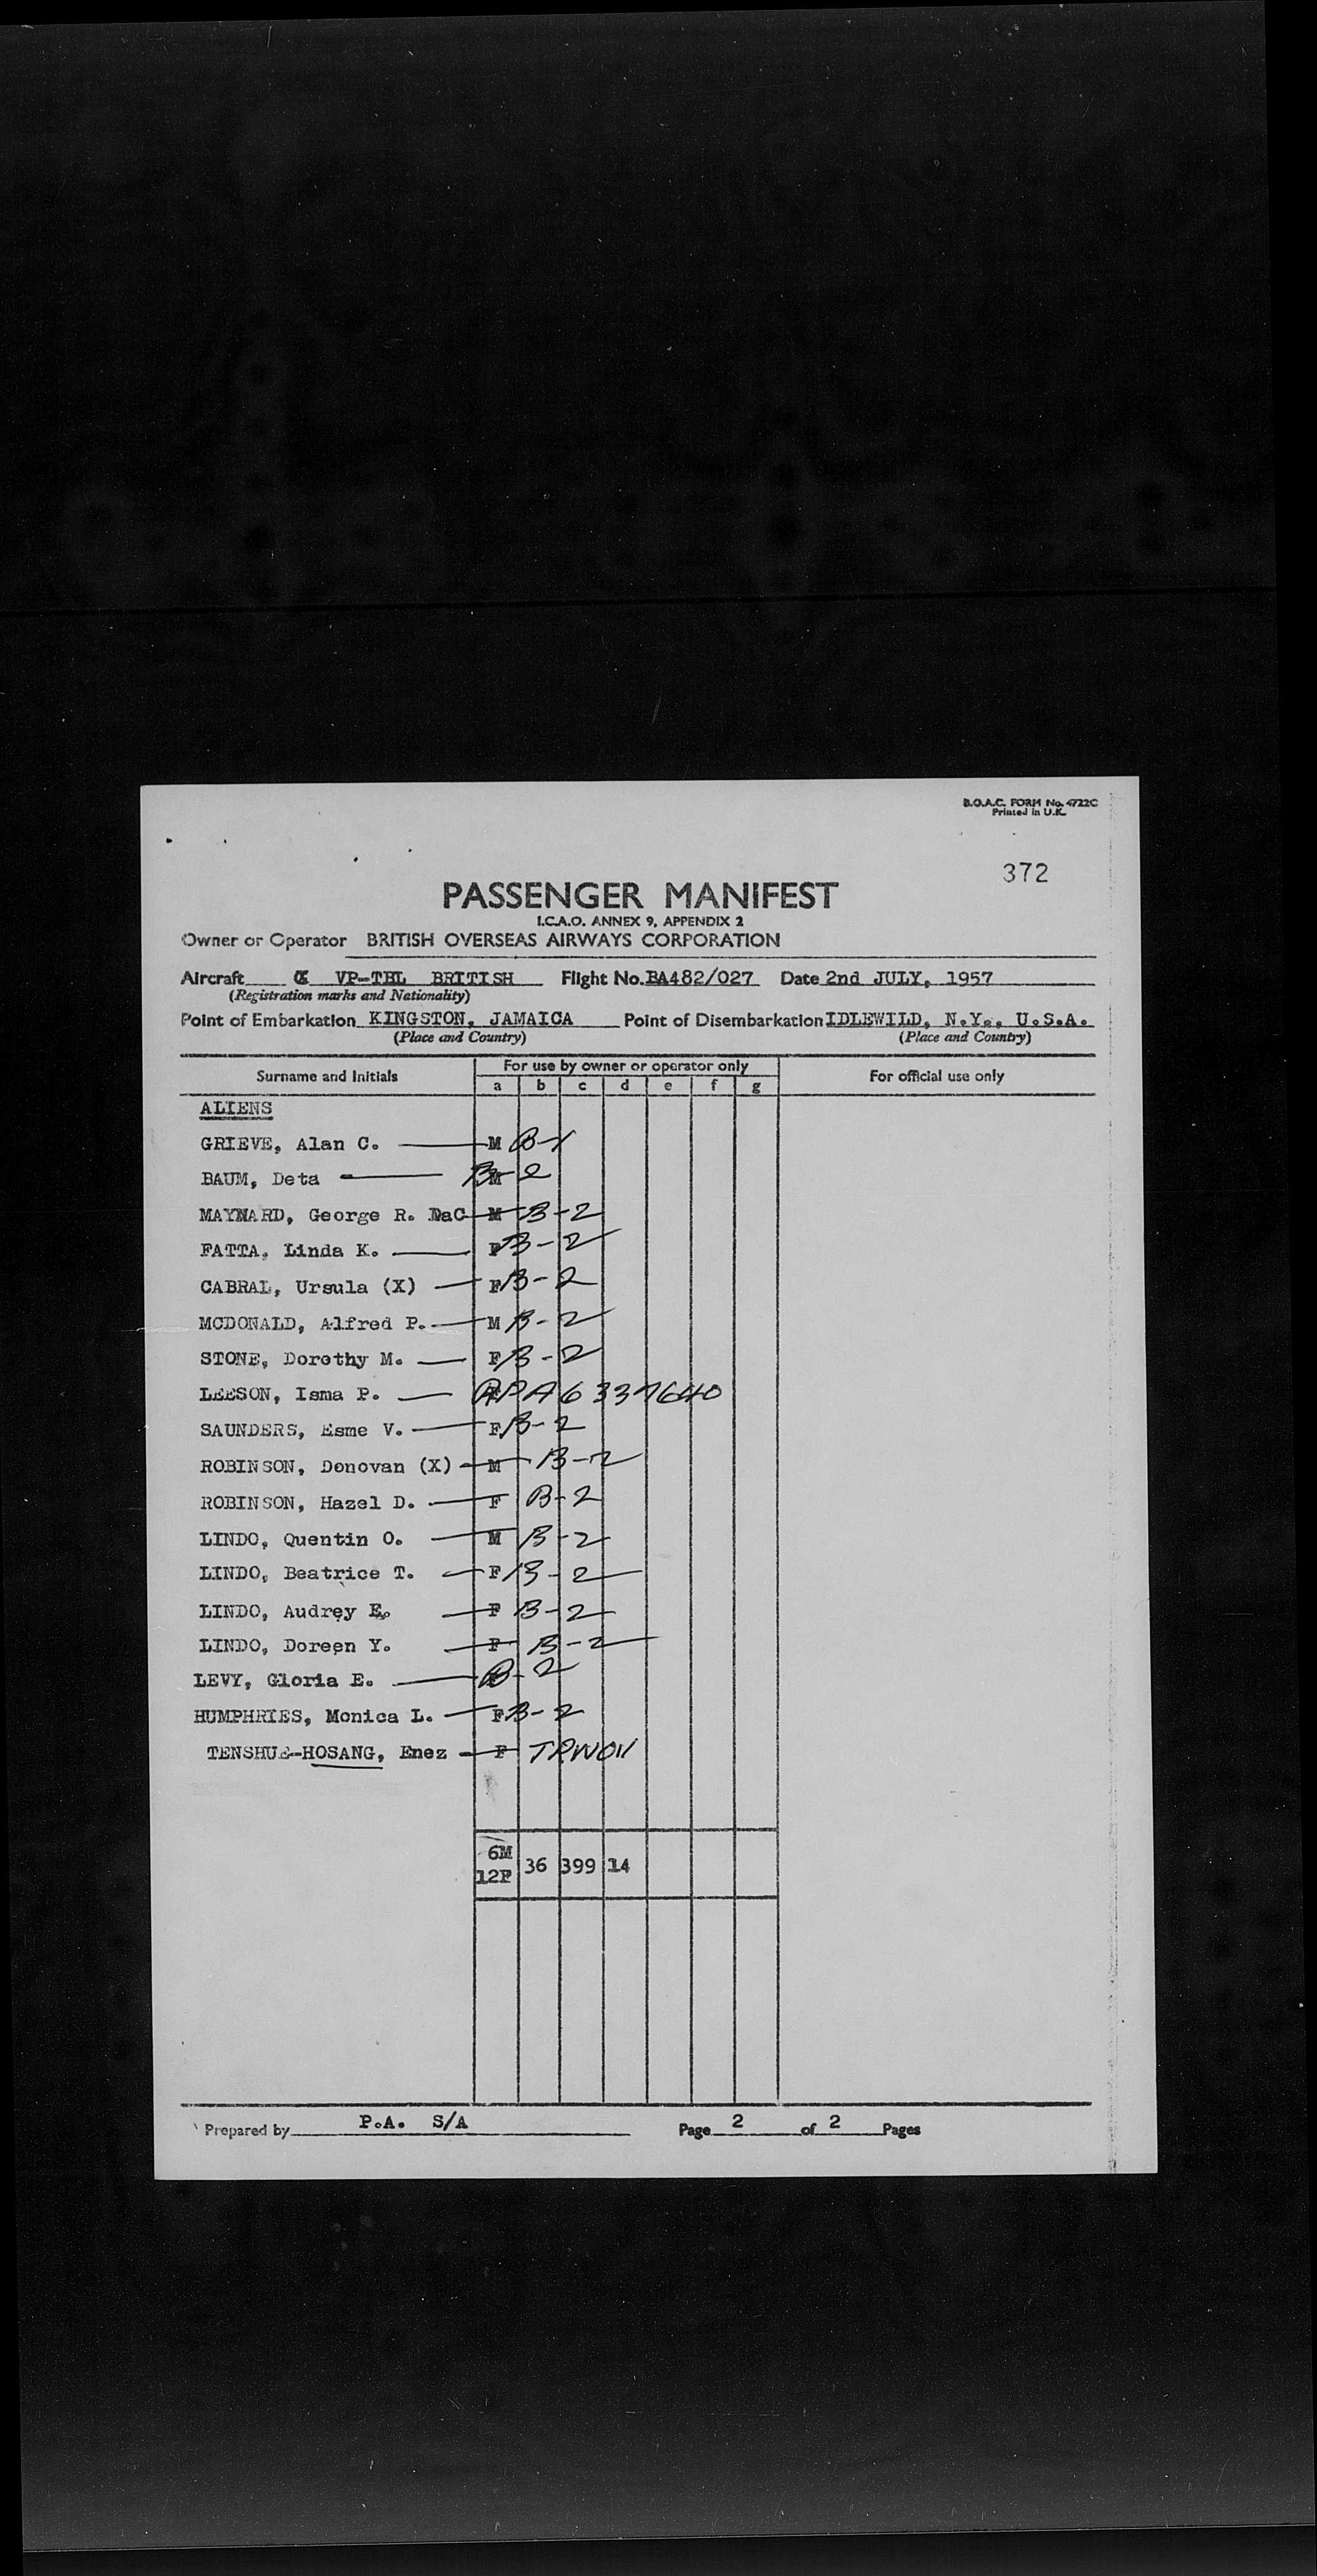 B.O.A.C. FORM No. 4722C
Printed in U.K.
372
PASSENGER MANIFEST
I.C.A.O. ANNEX 9, APPENDIX 2
Owner or Operator BRITISH OVERSEAS AIRWAYS CORPORATION
Aircraft VP-TBL BRITISH Flight No. BA482/027 Date 2nd JULY, 1957
(Registration marks and Nationality)
Point of Embarkation KINGSTON, JAMAICA Point of Disembarkation IDLEWILD, N.Y., U.S.A.
(Place and Country) (Place and Country)
Surname and Initials For use by owner or operator only For official use only
a b c d e f g
ALIENS
GRIEVE, Alan C. M B-1
BAUM, Deta M B-2
MAYNARD, George R. DaC M B-2
FATTA, Linda K. F B-2
CABRAL, Ursula (X) F B-2
MCDONALD, Alfred P. M B-2
STONE, Dorothy M. F B-2
LEESON, Isma P. A6 337640
SAUNDERS, Esme V. F B-2
ROBINSON, Donovan (X) M B-2
ROBINSON, Hazel D. F B-2
LINDO, Quentin O. M B-2
LINDO, Beatrice T. F B-2
LINDO, Audrey E. F B-2
LINDO, Doreen Y. F B-2
LEVY, Gloria E. B-2
HUMPHRIES, Monica L. F B-2
TENSHUE-HOSANG, Enez F TRWOV
6M
12F 36 399 14
Prepared by P.A. S/A Page 2 of 2 Pages